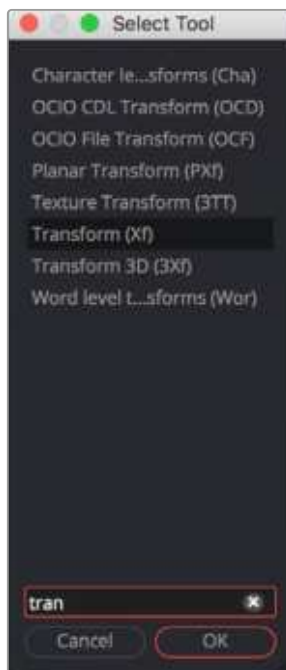 Select Tool
Character le...sforms (Cha)
OCIO CDL Transform (OCD)
OCIO File Transform (OCF)
Planar Transform (PXf)
Texture Transform (3TT)
Transform (Xf)
Transform 3D (3Xf)
Word level t...sforms (Wor)
tran
Cancel OK